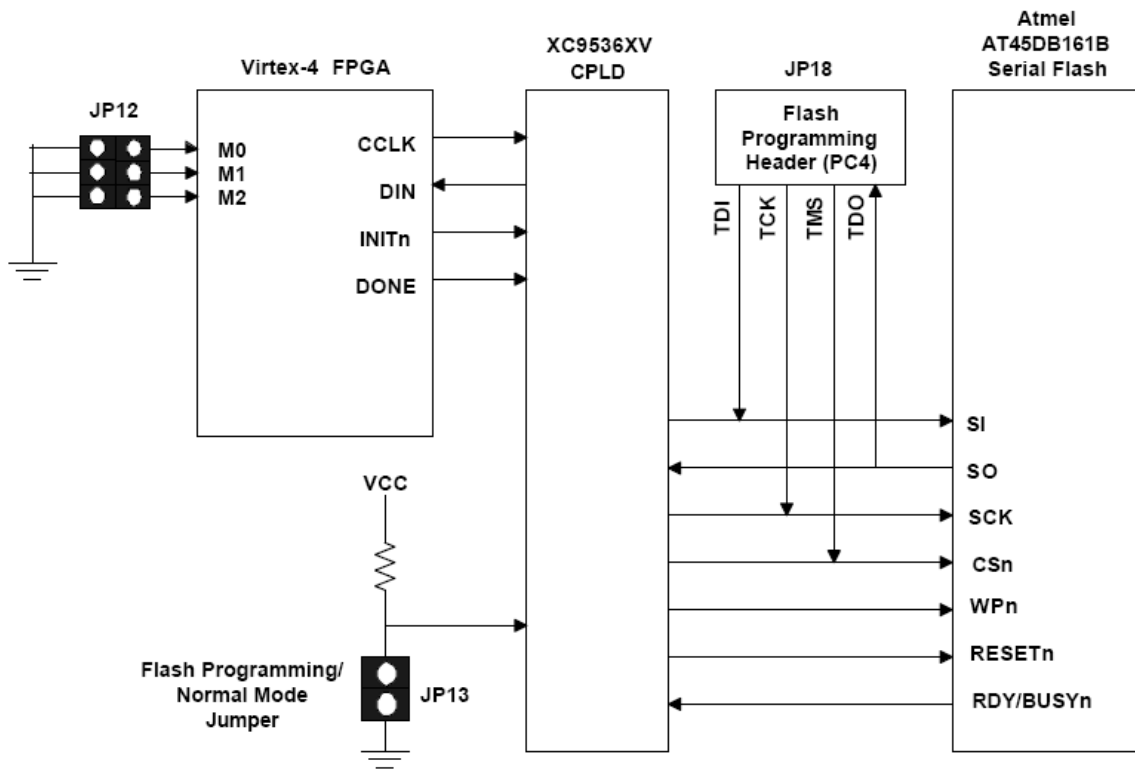 Atmel
AT45DB161B
Serial Flash
XC9536XV
CPLD
Virtex-4 FPGA
JP18
JP12
Flash
Programming
Header (PC4)
M0
M1
M2
CCLK
DIN
INITn
DONE
TDI
TCK
TMS
TDO
SI
SO
SCK
CSn
WPn
RESETn
RDY/BUSYn
VCC
Flash Programming/
Normal Mode
Jumper
JP13